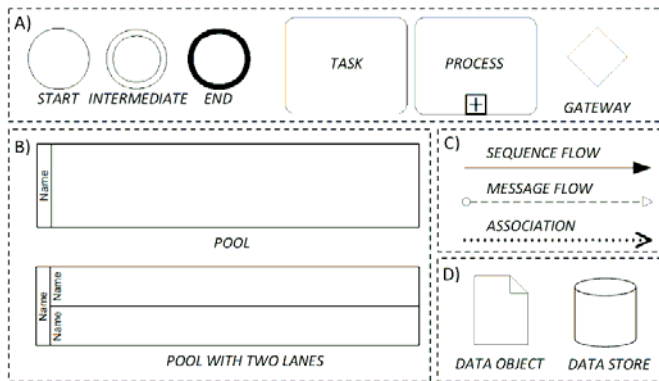 A)
TASK
PROCESS
START
INTERMEDIATE
END
GATEWAY
B)
Name
POOL
Name
Name
Name
POOL WITH TWO LANES
C)
SEQUENCE FLOW
MESSAGE FLOW
ASSOCIATION
D)
DATA OBJECT
DATA STORE